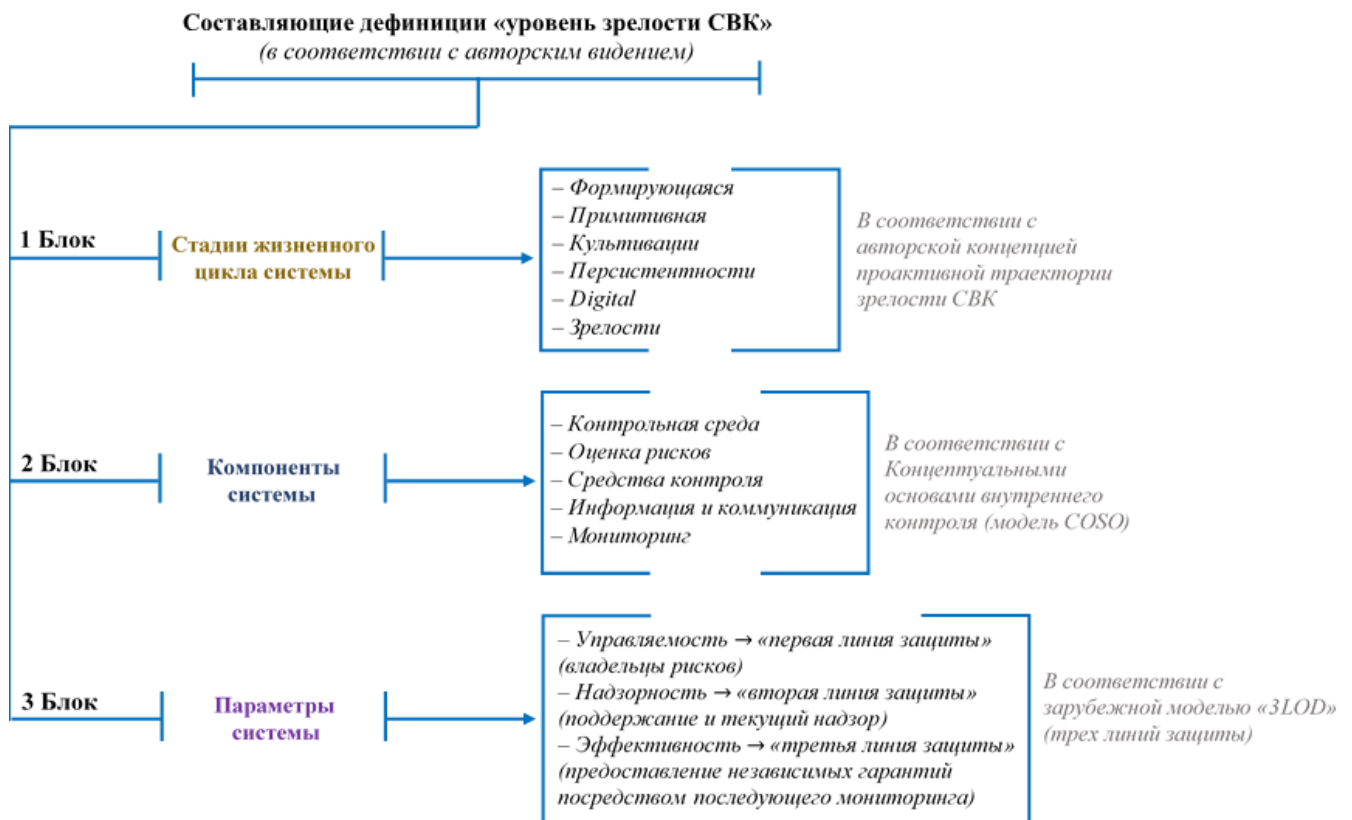 Составляющие дефиниции «уровень зрелости СВК»
(в соответствии с авторским видением)
1 Блок
Стадии жизненного
цикла системы
– Формирующаяся
– Примитивная
– Культивации
– Персистентности
– Digital
– Зрелости
В соответствии с
авторской концепцией
проактивной траектории
зрелости СВК
2 Блок
Компоненты
системы
– Контрольная среда
– Оценка рисков
– Средства контроля
– Информация и коммуникация
– Мониторинг
В соответствии с
Концептуальными
основами внутреннего
контроля (модель COSO)
3 Блок
Параметры
системы
– Управляемость → «первая линия защиты»
(владельцы рисков)
– Надзорность → «вторая линия защиты»
(поддержание и текущий надзор)
– Эффективность → «третья линия защиты»
(предоставление независимых гарантий
посредством последующего мониторинга)
В соответствии с
зарубежной моделью «3LOD»
(трех линий защиты)